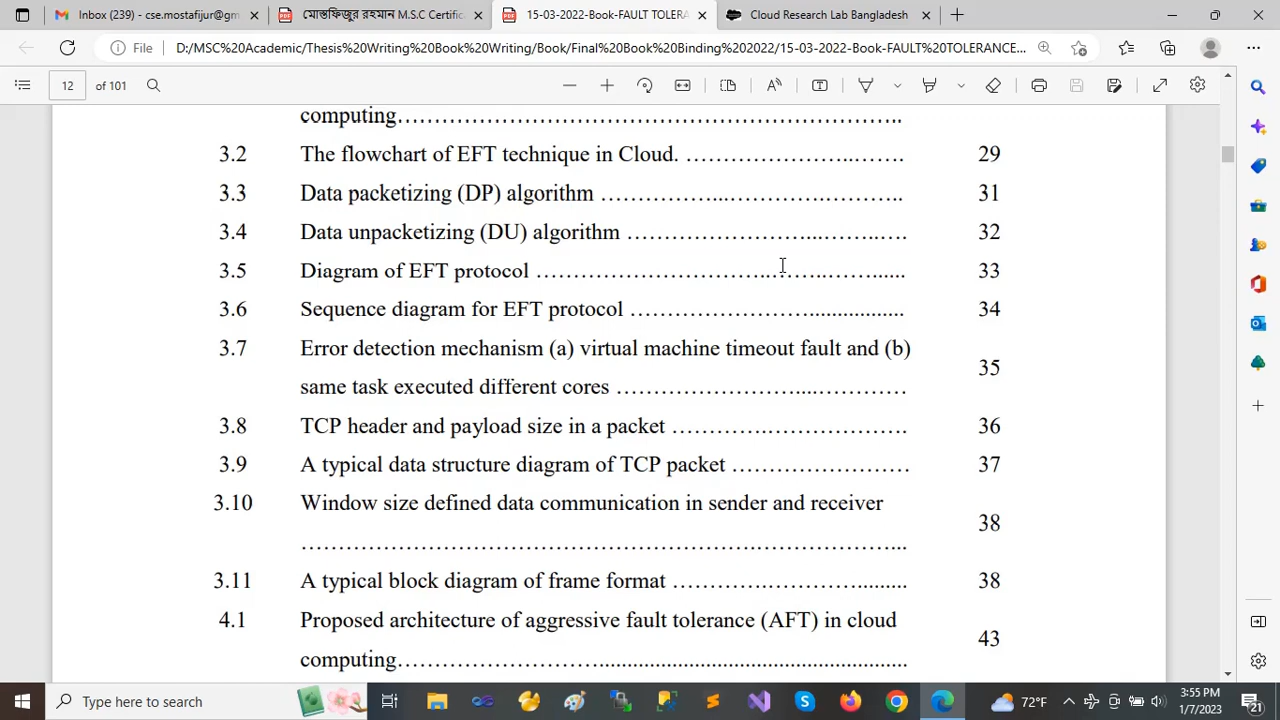 Inbox (239) - cse.mostafijur@gm
মোস্তফিজুর রহমান M.S.C Certific
15-03-2022-Book-FAULT TOLERA
Cloud Research Lab Bangladesh
File
D:/MSC%20Academic/Thesis%20Writing%20Book%20Writing/Book/Final%20Book%20Binding%202022/15-03-2022-Book-FAULT%20TOLERANCE...
12 of 101
computing…………………………………………………………..
3.2 The flowchart of EFT technique in Cloud. …………………..……. 29
3.3 Data packetizing (DP) algorithm ……………...………….……….. 31
3.4 Data unpacketizing (DU) algorithm ………………………...……..…. 32
3.5 Diagram of EFT protocol ………………………………..……..……...... 33
3.6 Sequence diagram for EFT protocol ……………………................. 34
3.7 Error detection mechanism (a) virtual machine timeout fault and (b)
same task executed different cores ………………………....………… 35
3.8 TCP header and payload size in a packet ………….………………. 36
3.9 A typical data structure diagram of TCP packet …………………… 37
3.10 Window size defined data communication in sender and receiver
……………………………………………………….………………... 38
3.11 A typical block diagram of frame format ………….…………......... 38
4.1 Proposed architecture of aggressive fault tolerance (AFT) in cloud
computing……………………….................................................. 43
Type here to search
72°F
3:55 PM
1/7/2023
21